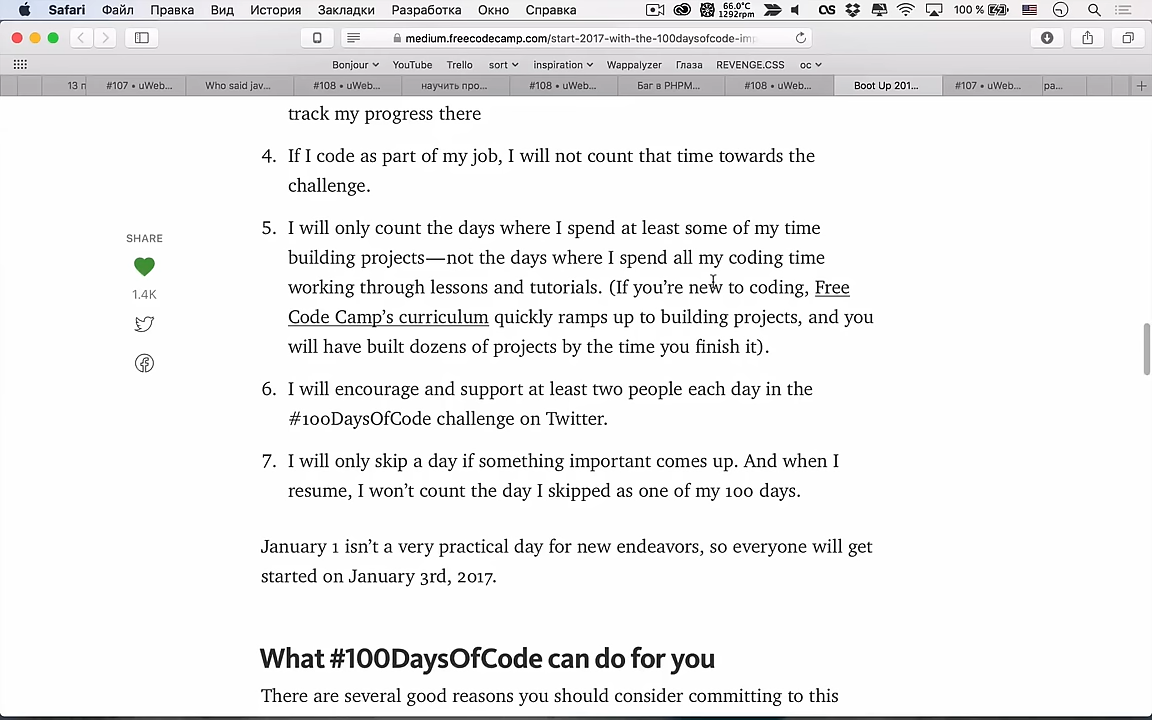 Safari Файл Правка Вид История Закладки Разработка Окно Справка 66.0°C 1292rpm 100 %
medium.freecodecamp.com/start-2017-with-the-100daysofcode-imp
Bonjour YouTube Trello sort inspiration Wappalyzer Глаза REVENGE.CSS ос
13 п #107 • uWeb... Who said jav... #108 • uWeb... научить про... #108 • uWeb... Баг в PHPM... #108 • uWeb... Boot Up 201... #107 • uWeb... ра...
track my progress there
4. If I code as part of my job, I will not count that time towards the
challenge.
5. I will only count the days where I spend at least some of my time
building projects—not the days where I spend all my coding time
working through lessons and tutorials. (If you’re new to coding, Free
Code Camp’s curriculum quickly ramps up to building projects, and you
will have built dozens of projects by the time you finish it).
SHARE
1.4K
6. I will encourage and support at least two people each day in the
#100DaysOfCode challenge on Twitter.
7. I will only skip a day if something important comes up. And when I
resume, I won’t count the day I skipped as one of my 100 days.
January 1 isn’t a very practical day for new endeavors, so everyone will get
started on January 3rd, 2017.
What #100DaysOfCode can do for you
There are several good reasons you should consider committing to this